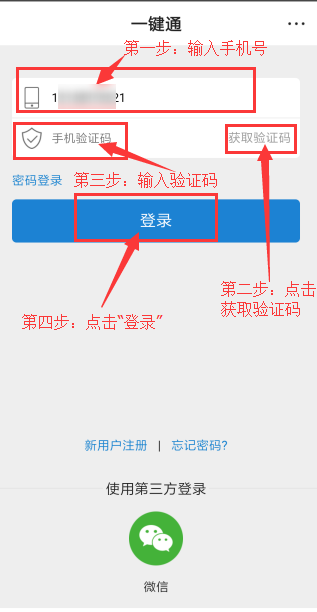 一键通
第一步：输入手机号
手机验证码
获取验证码
密码登录
第三步：输入验证码
登录
第二步：点击
获取验证码
第四步：点击“登录”
新用户注册 | 忘记密码?
使用第三方登录
微信